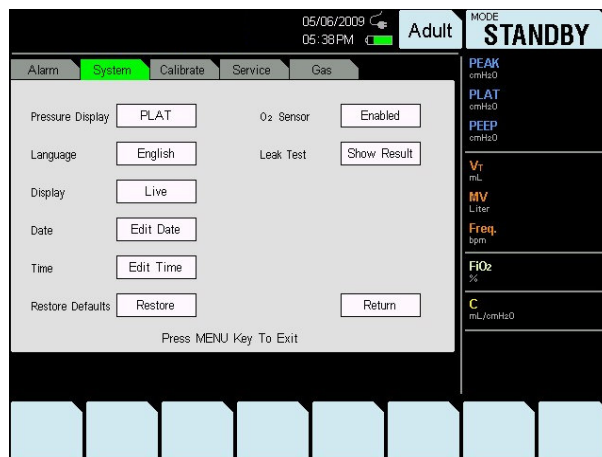 05/06/2009
05:38 PM
Adult
MODE
STANDBY
Alarm System Calibrate Service Gas
Pressure Display PLAT O2 Sensor Enabled
Language English Leak Test Show Result
Display Live
Date Edit Date
Time Edit Time
Restore Defaults Restore Return
Press MENU Key To Exit
PEAK
cmH2O
PLAT
cmH2O
PEEP
cmH2O
VT
mL
MV
Liter
Freq.
bpm
FiO2
%
C
mL/cmH2O